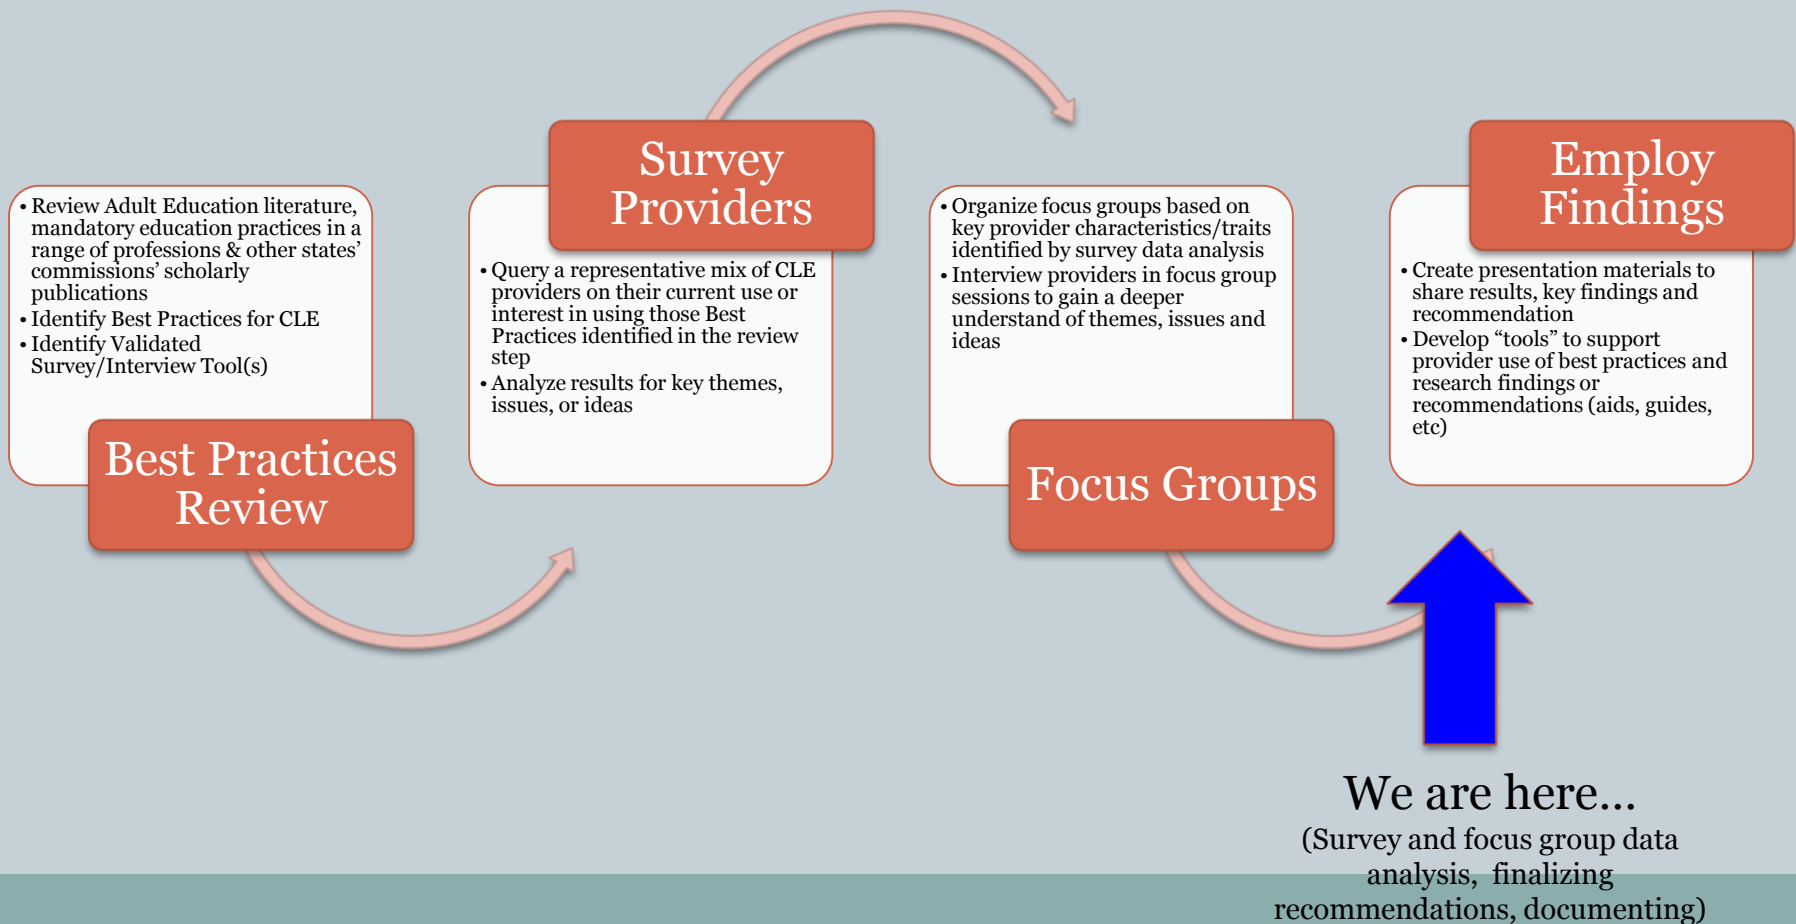 • Review Adult Education literature,
mandatory education practices in a
range of professions & other states’
commissions’ scholarly
publications
• Identify Best Practices for CLE
• Identify Validated
Survey/Interview Tool(s)
Best Practices
Review
Survey
Providers
• Query a representative mix of CLE
providers on their current use or
interest in using those Best
Practices identified in the review
step
• Analyze results for key themes,
issues, or ideas
• Organize focus groups based on
key provider characteristics/traits
identified by survey data analysis
• Interview providers in focus group
sessions to gain a deeper
understand of themes, issues and
ideas
Focus Groups
Employ
Findings
• Create presentation materials to
share results, key findings and
recommendation
• Develop “tools” to support
provider use of best practices and
research findings or
recommendations (aids, guides,
etc)
We are here...
(Survey and focus group data
analysis, finalizing
recommendations, documenting)